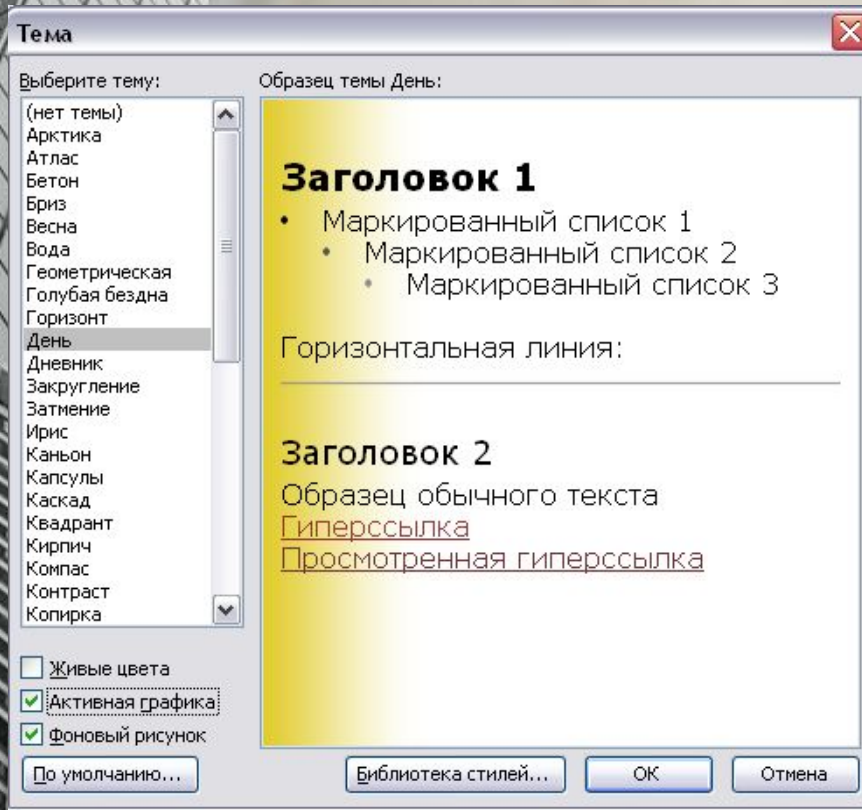 Тема
Выберите тему:
(нет темы)
Арктика
Атлас
Бетон
Бриз
Весна
Вода
Геометрическая
Голубая бездна
Горизонт
День
Дневник
Закругление
Затмение
Ирис
Каньон
Капсулы
Каскад
Квадрант
Кирпич
Компас
Контраст
Копирка
Живые цвета
Активная графика
Фоновый рисунок
По умолчанию...
Образец темы День:
Заголовок 1
• Маркированный список 1
• Маркированный список 2
• Маркированный список 3
Горизонтальная линия:
Заголовок 2
Образец обычного текста
Гиперссылка
Просмотренная гиперссылка
Библиотека стилей...
ОК
Отмена